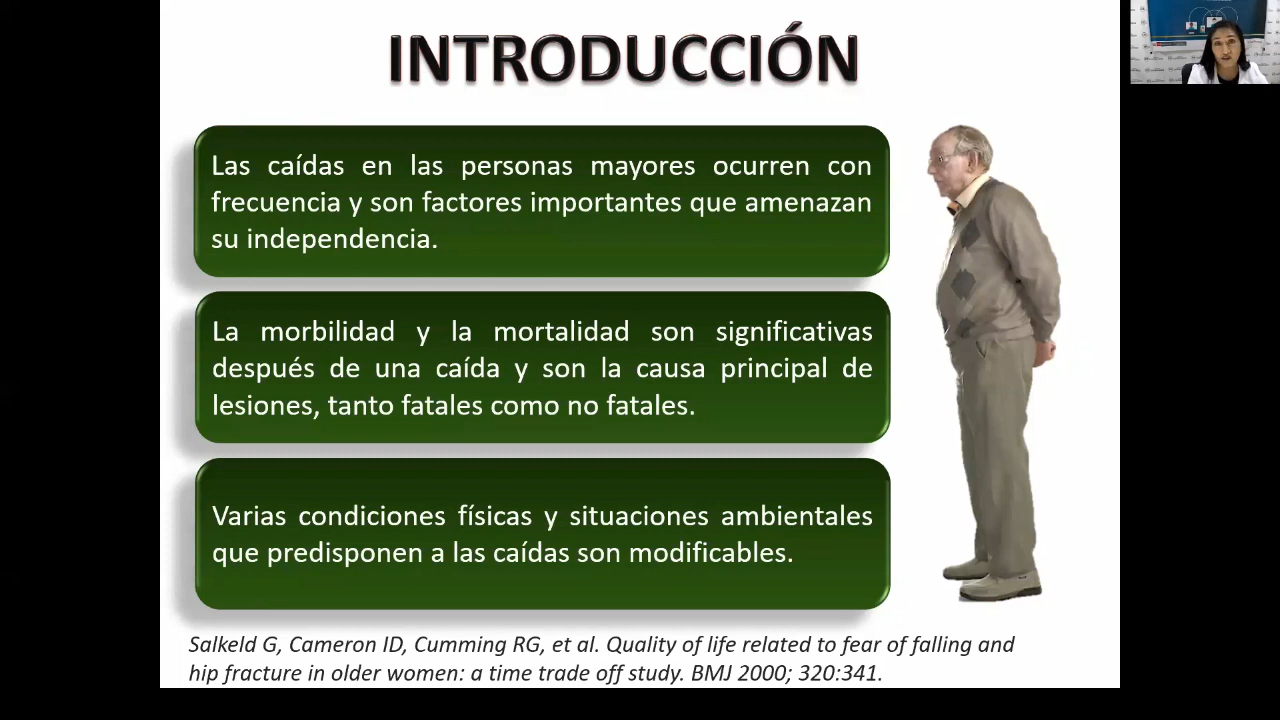 INTRODUCCIÓN
Las caídas en las personas mayores ocurren con
frecuencia y son factores importantes que amenazan
su independencia.
La morbilidad y la mortalidad son significativas
después de una caída y son la causa principal de
lesiones, tanto fatales como no fatales.
Varias condiciones físicas y situaciones ambientales
que predisponen a las caídas son modificables.
Salkeld G, Cameron ID, Cumming RG, et al. Quality of life related to fear of falling and
hip fracture in older women: a time trade off study. BMJ 2000; 320:341.